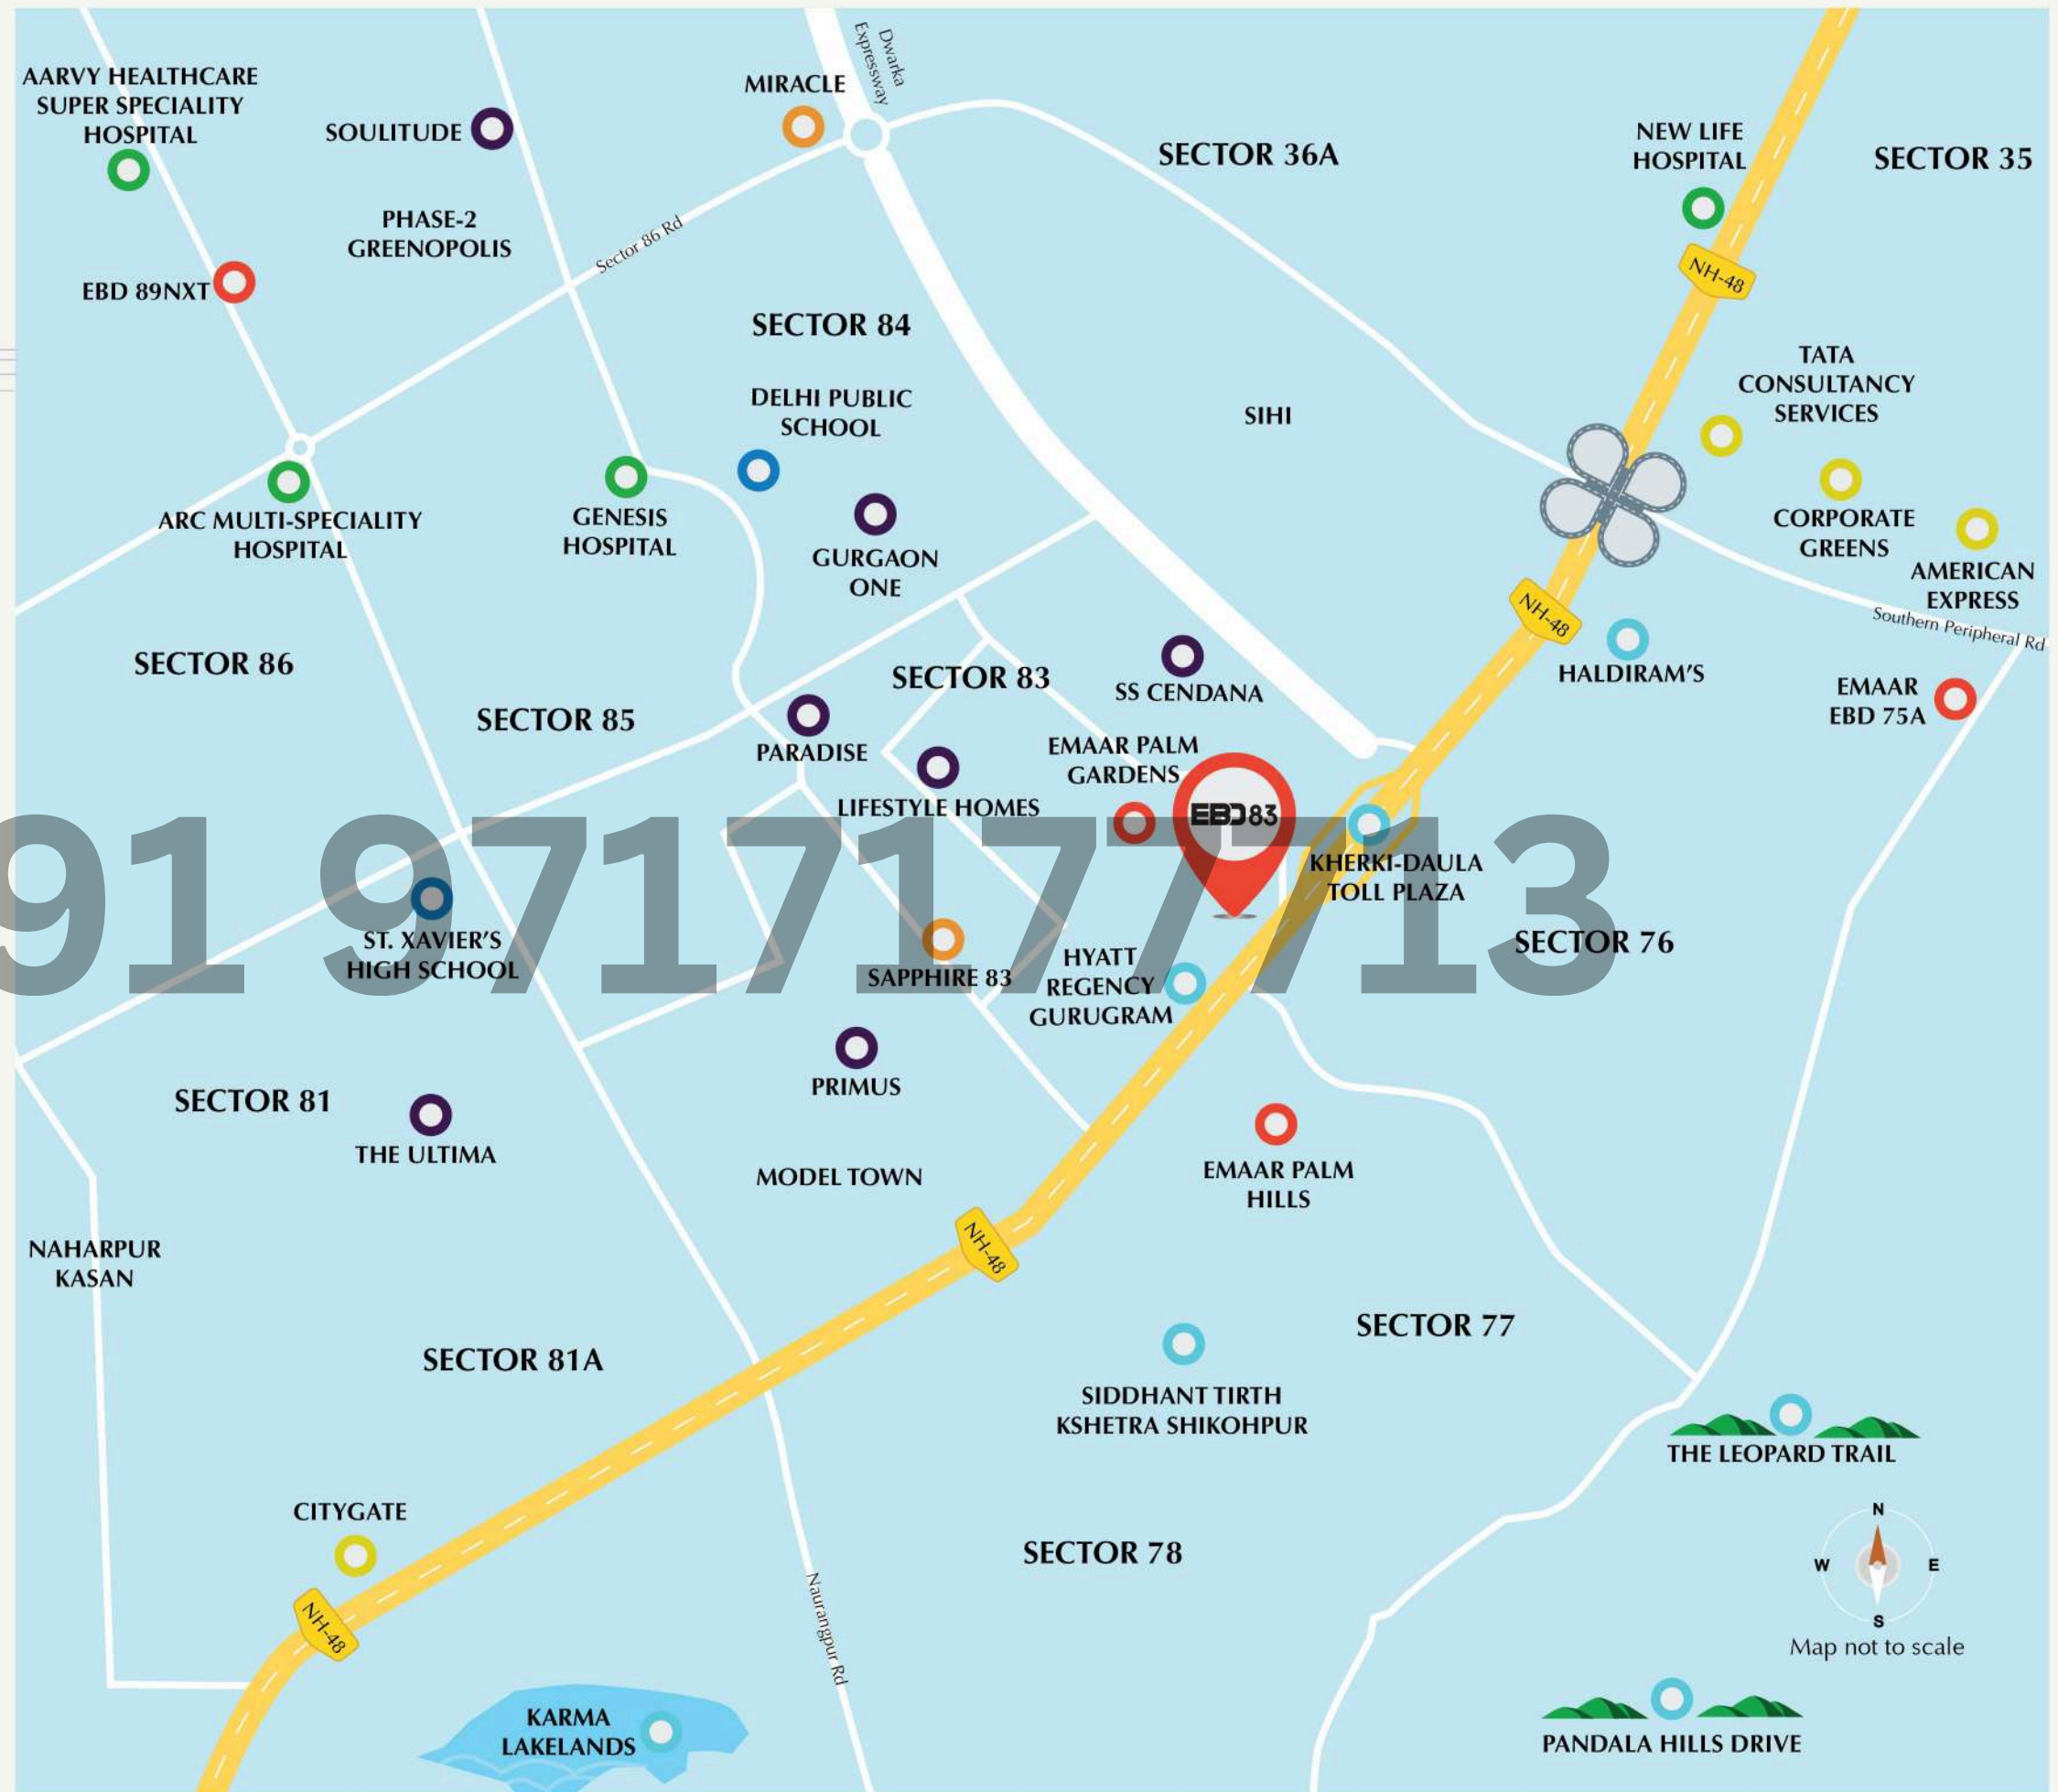 Dwarka
Expressway
AARVY HEALTHCARE
SUPER SPECIALITY
HOSPITAL
SOULITUDE
MIRACLE
NEW LIFE
HOSPITAL
SECTOR 36A
SECTOR 35
PHASE-2
GREENOPOLIS
Sector 86 Rd
EBD 89NXT
NH-48
SECTOR 84
TATA
CONSULTANCY
SERVICES
DELHI PUBLIC
SCHOOL
SIHI
ARC MULTI-SPECIALITY
HOSPITAL
GENESIS
HOSPITAL
GURGAON
ONE
CORPORATE
GREENS
AMERICAN
EXPRESS
NH-48
Southern Peripheral Rd
SECTOR 86
SECTOR 83
SS CENDANA
HALDIRAM'S
EMAAR
EBD 75A
SECTOR 85
PARADISE
EMAAR PALM
GARDENS
LIFESTYLE HOMES
EBD83
KHERKI-DAULA
TOLL PLAZA
91 9717177713
ST. XAVIER'S
HIGH SCHOOL
SAPPHIRE 83
HYATT
REGENCY
GURUGRAM
SECTOR 76
PRIMUS
SECTOR 81
THE ULTIMA
MODEL TOWN
EMAAR PALM
HILLS
NH-48
NAHARPUR
KASAN
SECTOR 77
SECTOR 81A
SIDDHANT TIRTH
KSHETRA SHIKOHPUR
THE LEOPARD TRAIL
CITYGATE
SECTOR 78
N
W
E
S
Map not to scale
NH-48
Naurangpur Rd
KARMA
LAKELANDS
PANDALA HILLS DRIVE